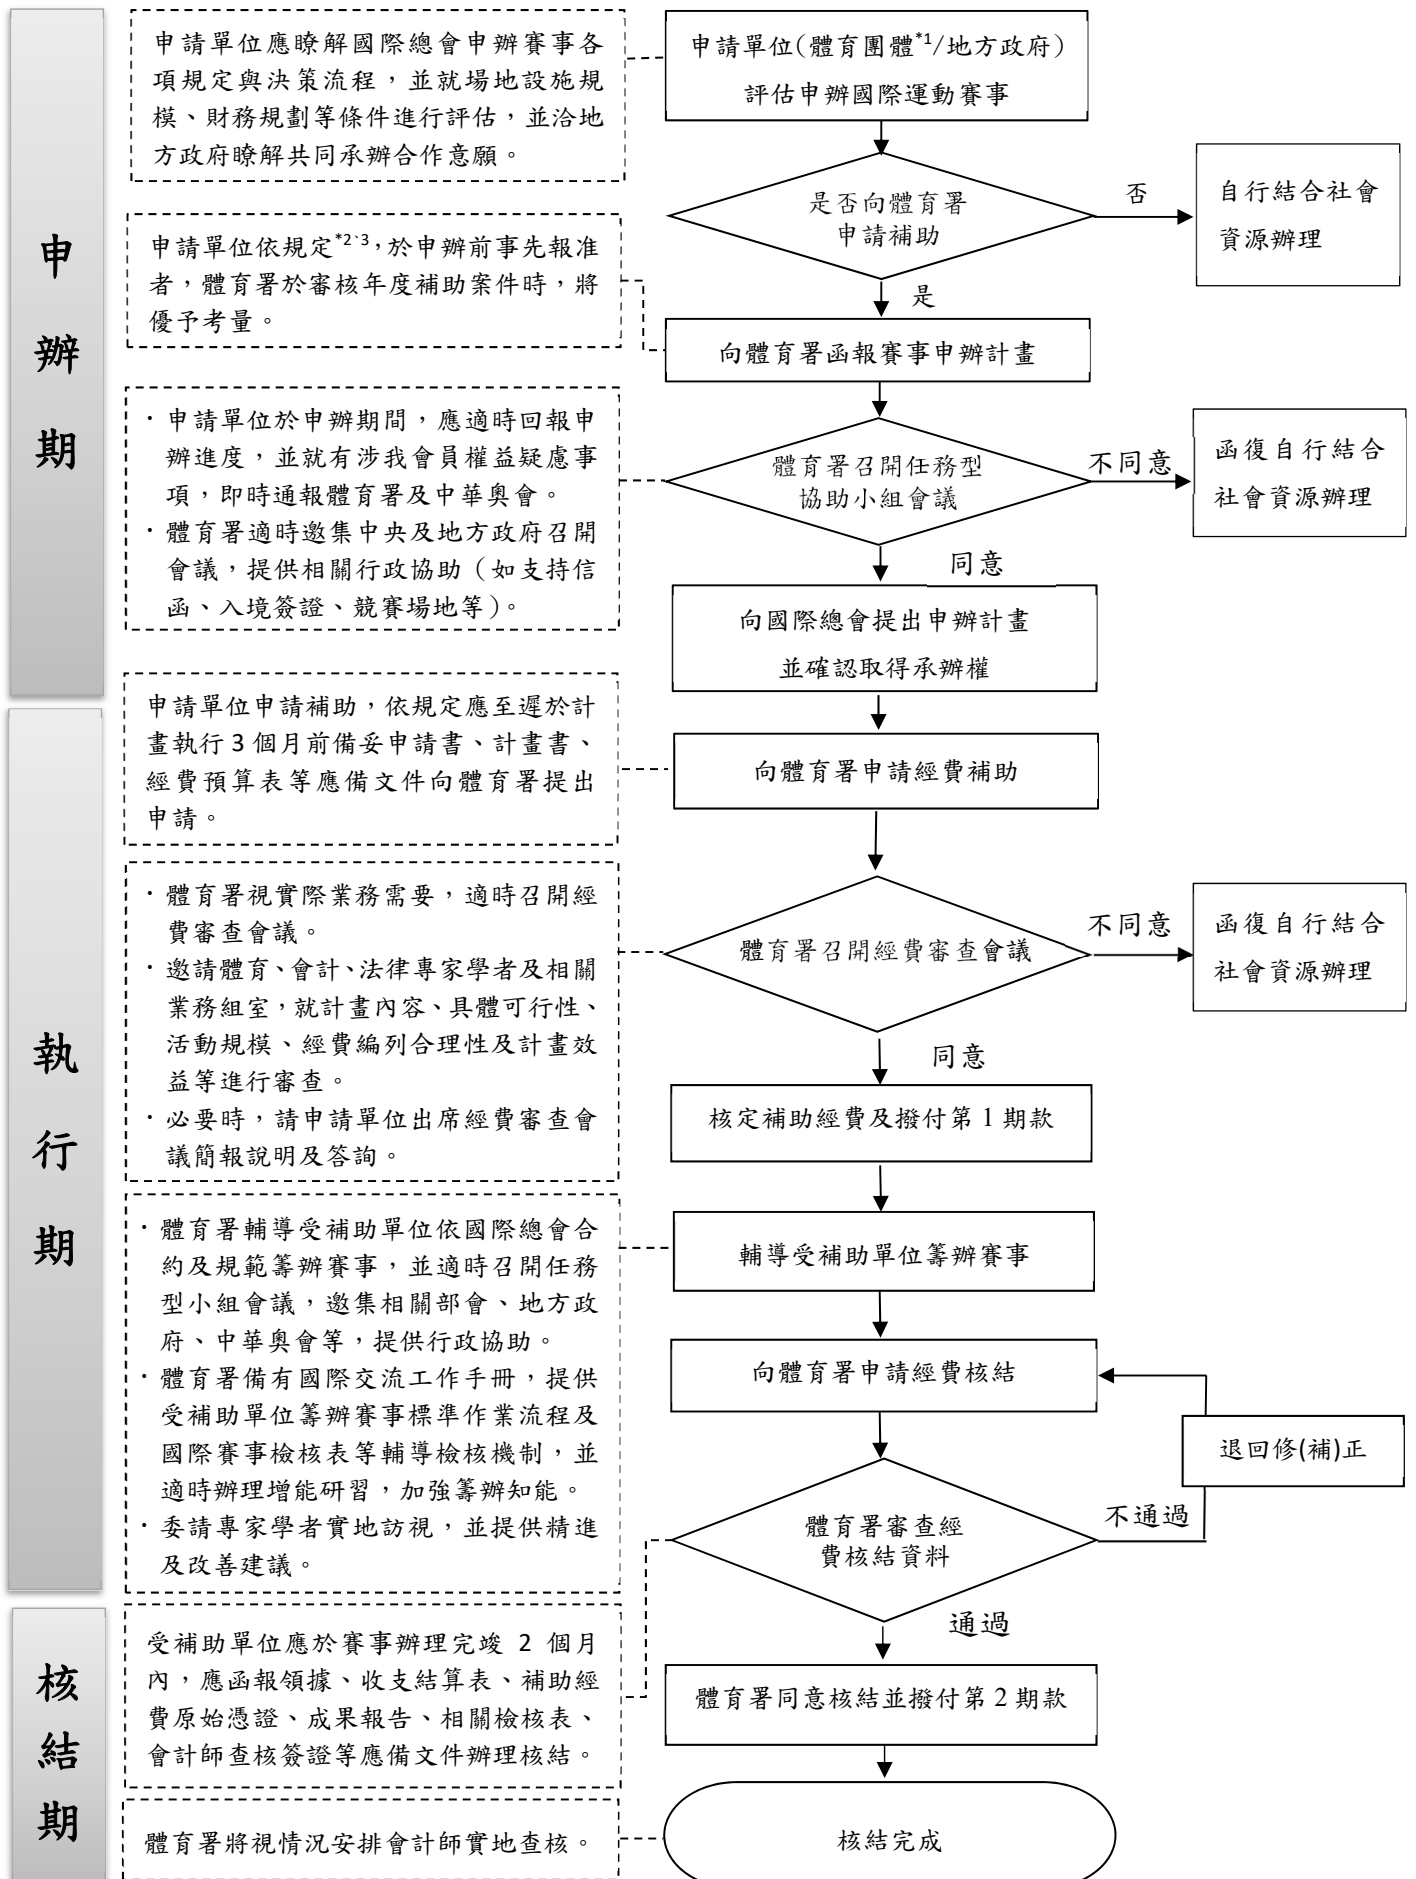 申
辦
期
申請單位應瞭解國際總會申辦賽事各
項規定與決策流程，並就場地設施規
模、財務規劃等條件進行評估，並洽地
方政府瞭解共同承辦合作意願。
申請單位(體育團體*1/地方政府)
評估申辦國際運動賽事
是否向體育署
申請補助
否
自行結合社會
資源辦理
是
申請單位依規定*2、3，於申辦前事先報准
者，體育署於審核年度補助案件時，將
優予考量。
向體育署函報賽事申辦計畫
・申請單位於申辦期間，應適時回報申
辦進度，並就有涉我會員權益疑慮事
項，即時通報體育署及中華奧會。
・體育署適時邀集中央及地方政府召開
會議，提供相關行政協助（如支持信
函、入境簽證、競賽場地等）。
體育署召開任務型
協助小組會議
不同意
函復自行結合
社會資源辦理
同意
向國際總會提出申辦計畫
並確認取得承辦權
執
行
期
申請單位申請補助，依規定應至遲於計
畫執行 3 個月前備妥申請書、計畫書、
經費預算表等應備文件向體育署提出
申請。
向體育署申請經費補助
・體育署視實際業務需要，適時召開經
費審查會議。
・邀請體育、會計、法律專家學者及相關
業務組室，就計畫內容、具體可行性、
活動規模、經費編列合理性及計畫效
益等進行審查。
・必要時，請申請單位出席經費審查會
議簡報說明及答詢。
體育署召開經費審查會議
不同意
函復自行結合
社會資源辦理
同意
核定補助經費及撥付第 1 期款
・體育署輔導受補助單位依國際總會合
約及規範籌辦賽事，並適時召開任務
型小組會議，邀集相關部會、地方政
府、中華奧會等，提供行政協助。
・體育署備有國際交流工作手冊，提供
受補助單位籌辦賽事標準作業流程及
國際賽事檢核表等輔導檢核機制，並
適時辦理增能研習，加強籌辦知能。
・委請專家學者實地訪視，並提供精進
及改善建議。
輔導受補助單位籌辦賽事
向體育署申請經費核結
退回修(補)正
體育署審查經
費核結資料
不通過
通過
核
結
期
受補助單位應於賽事辦理完竣 2 個月
內，應函報領據、收支結算表、補助經
費原始憑證、成果報告、相關檢核表、
會計師查核簽證等應備文件辦理核結。
體育署同意核結並撥付第 2 期款
體育署將視情況安排會計師實地查核。
核結完成